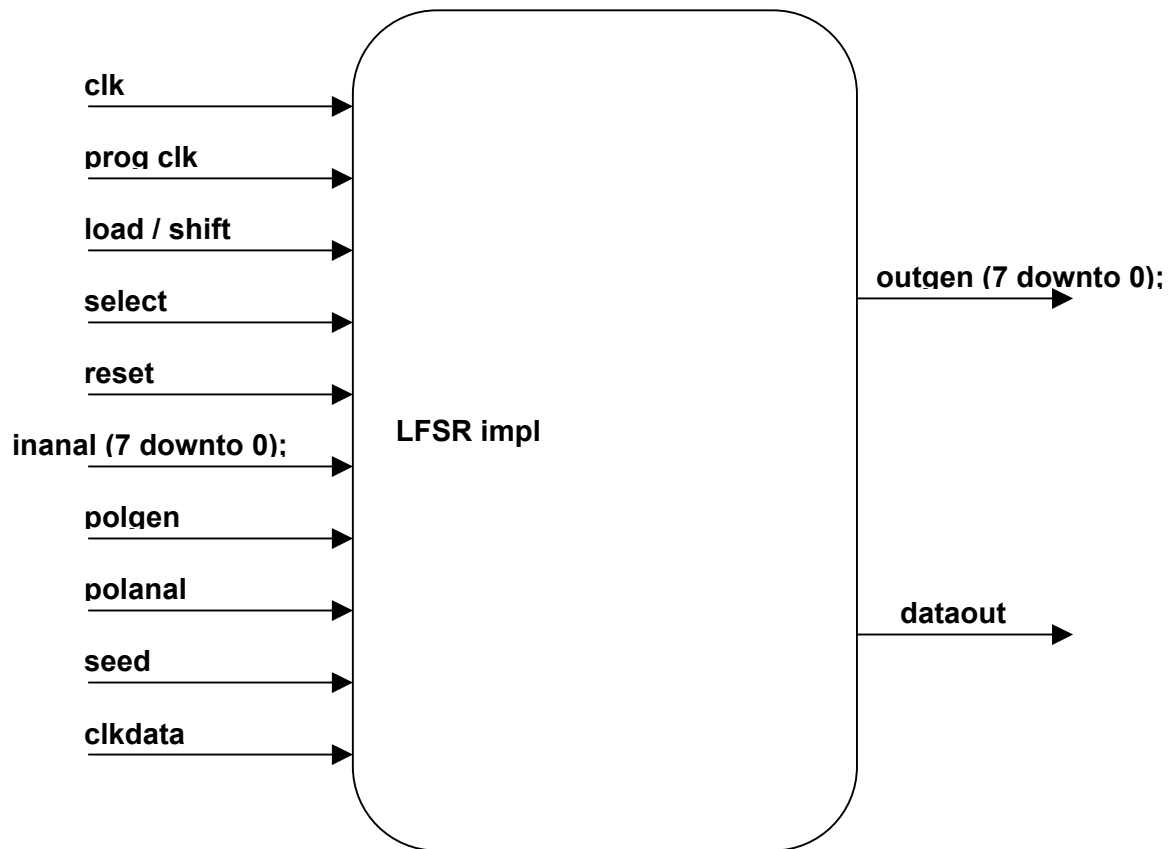 clk
prog clk
load / shift
select
reset
inanal (7 downto 0);
polgen
polanal
seed
clkdata
LFSR impl
outgen (7 downto 0);
dataout